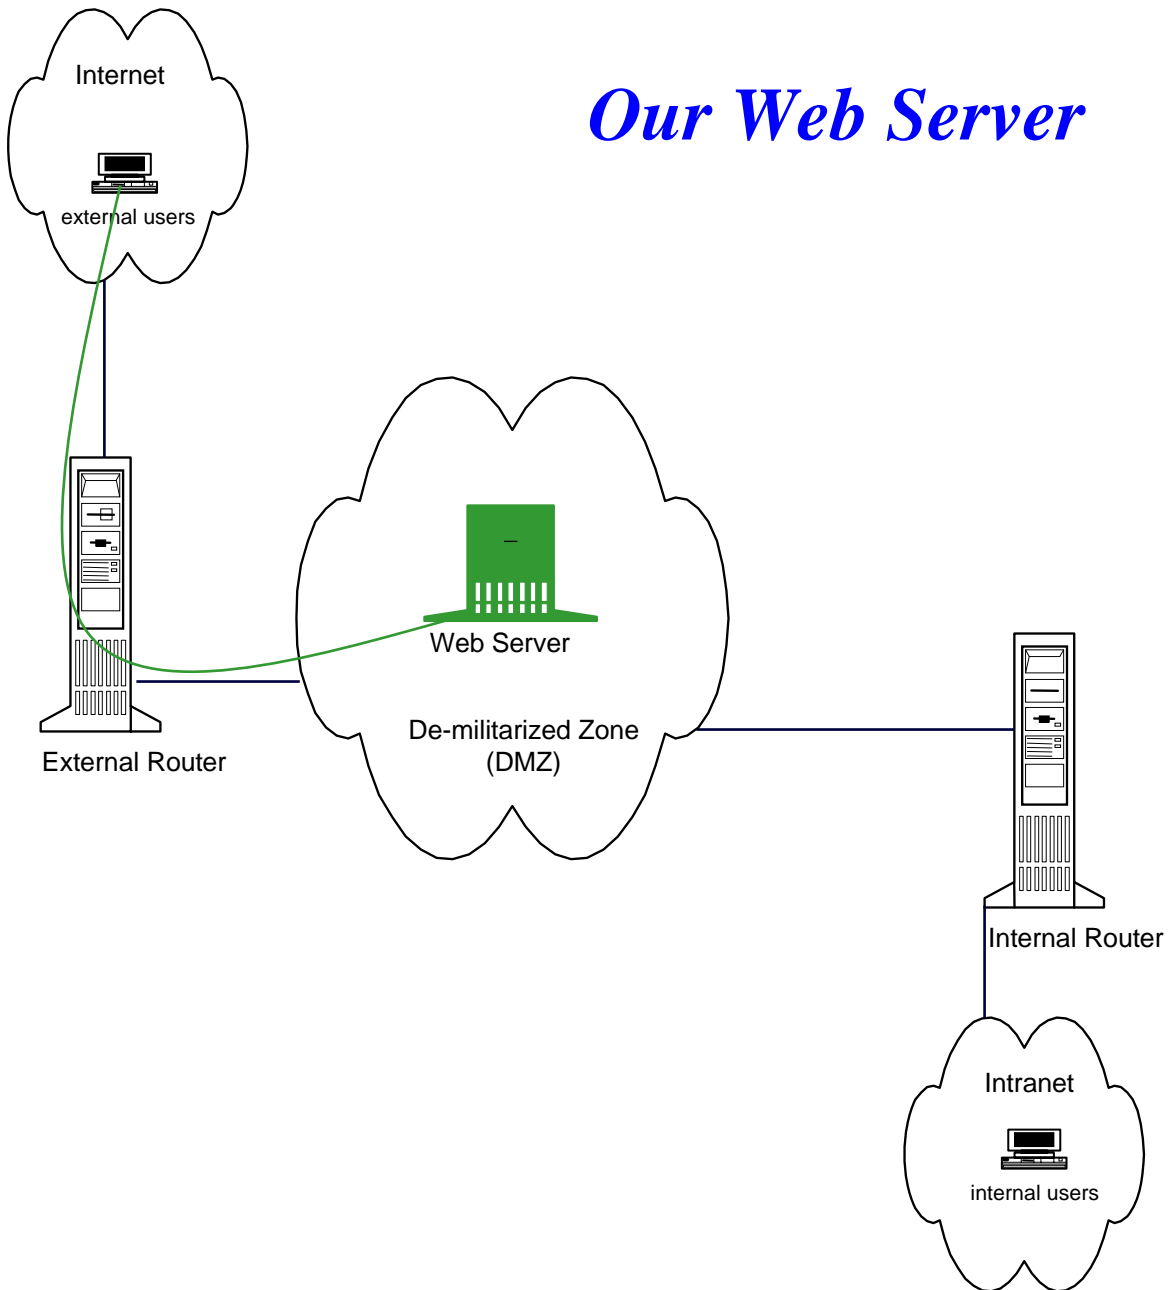 Internet
Our Web Server
external users
Web Server
De-militarized Zone
(DMZ)
External Router
Internal Router
Intranet
internal users